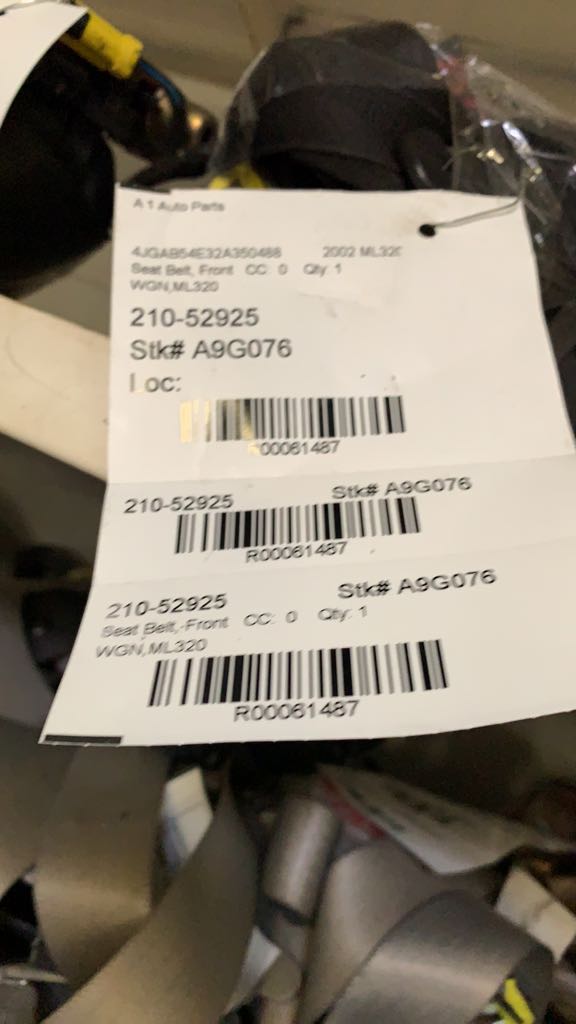 A 1 Auto Parts
4JGAB54E32A350488 2002 ML320
Seat Belt, Front CC: 0 Qty: 1
WGN,ML320
210-52925
Stk# A9G076
Loc:
R00061487
210-52925 Stk# A9G076
R00061487
210-52925 Stk# A9G076
Seat Belt, Front CC: 0 Qty: 1
WGN,ML320
R00061487